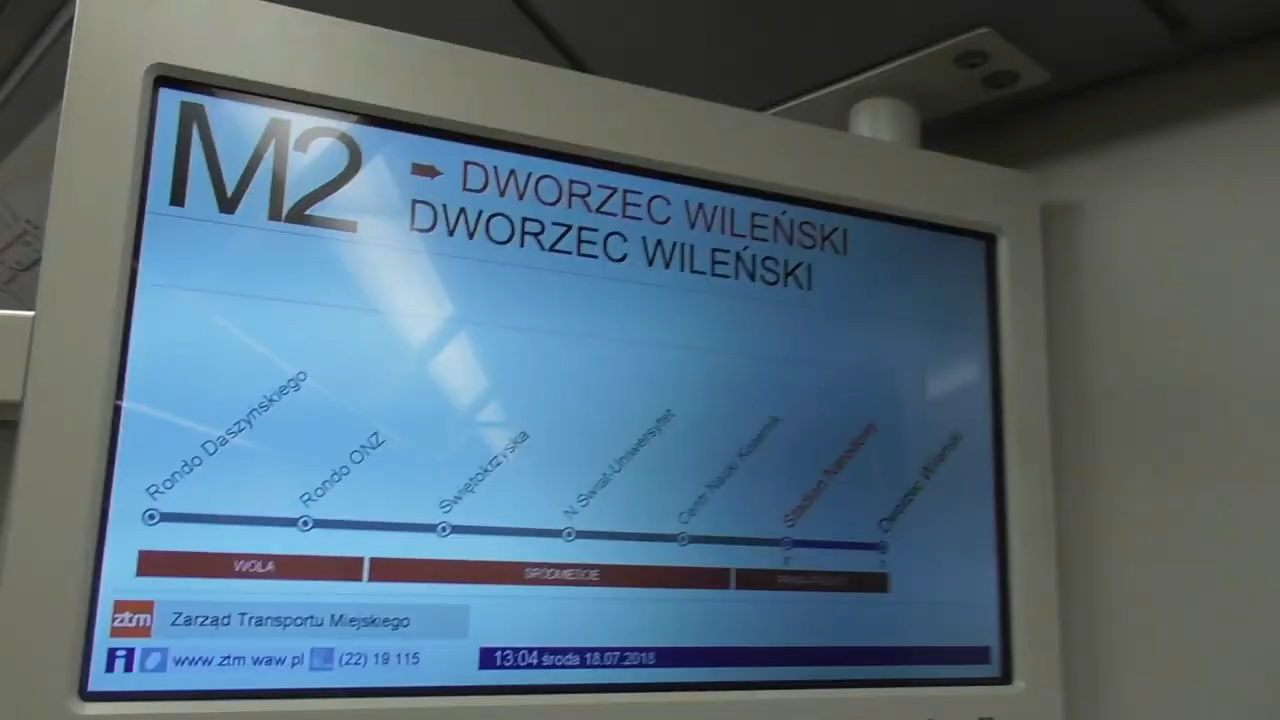 M2
DWORZEC WILEŃSKI
DWORZEC WILEŃSKI
Rondo Daszyńskiego
Rondo ONZ
Świętokrzyska
N Świat-Uniwersytet
Centr Nauki Kopernik
Stadion Narodowy
Dworzec Wileński
WOLA
ŚRÓDMIEŚCIE
ztm Zarząd Transportu Miejskiego
i www.ztm.waw.pl (22) 19 115
13:04 środa 18.07.2018